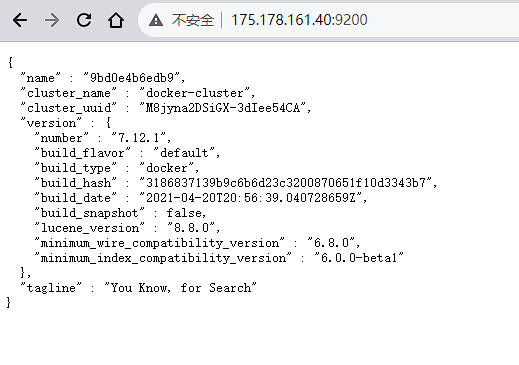 不安全 | 175.178.161.40:9200
{
  "name" : "9bd0e4b6edb9",
  "cluster_name" : "docker-cluster",
  "cluster_uuid" : "M8jyna2DSiGX-3dIee54CA",
  "version" : {
    "number" : "7.12.1",
    "build_flavor" : "default",
    "build_type" : "docker",
    "build_hash" : "3186837139b9c6b6d23c3200870651f10d3343b7",
    "build_date" : "2021-04-20T20:56:39.040728659Z",
    "build_snapshot" : false,
    "lucene_version" : "8.8.0",
    "minimum_wire_compatibility_version" : "6.8.0",
    "minimum_index_compatibility_version" : "6.0.0-beta1"
  },
  "tagline" : "You Know, for Search"
}